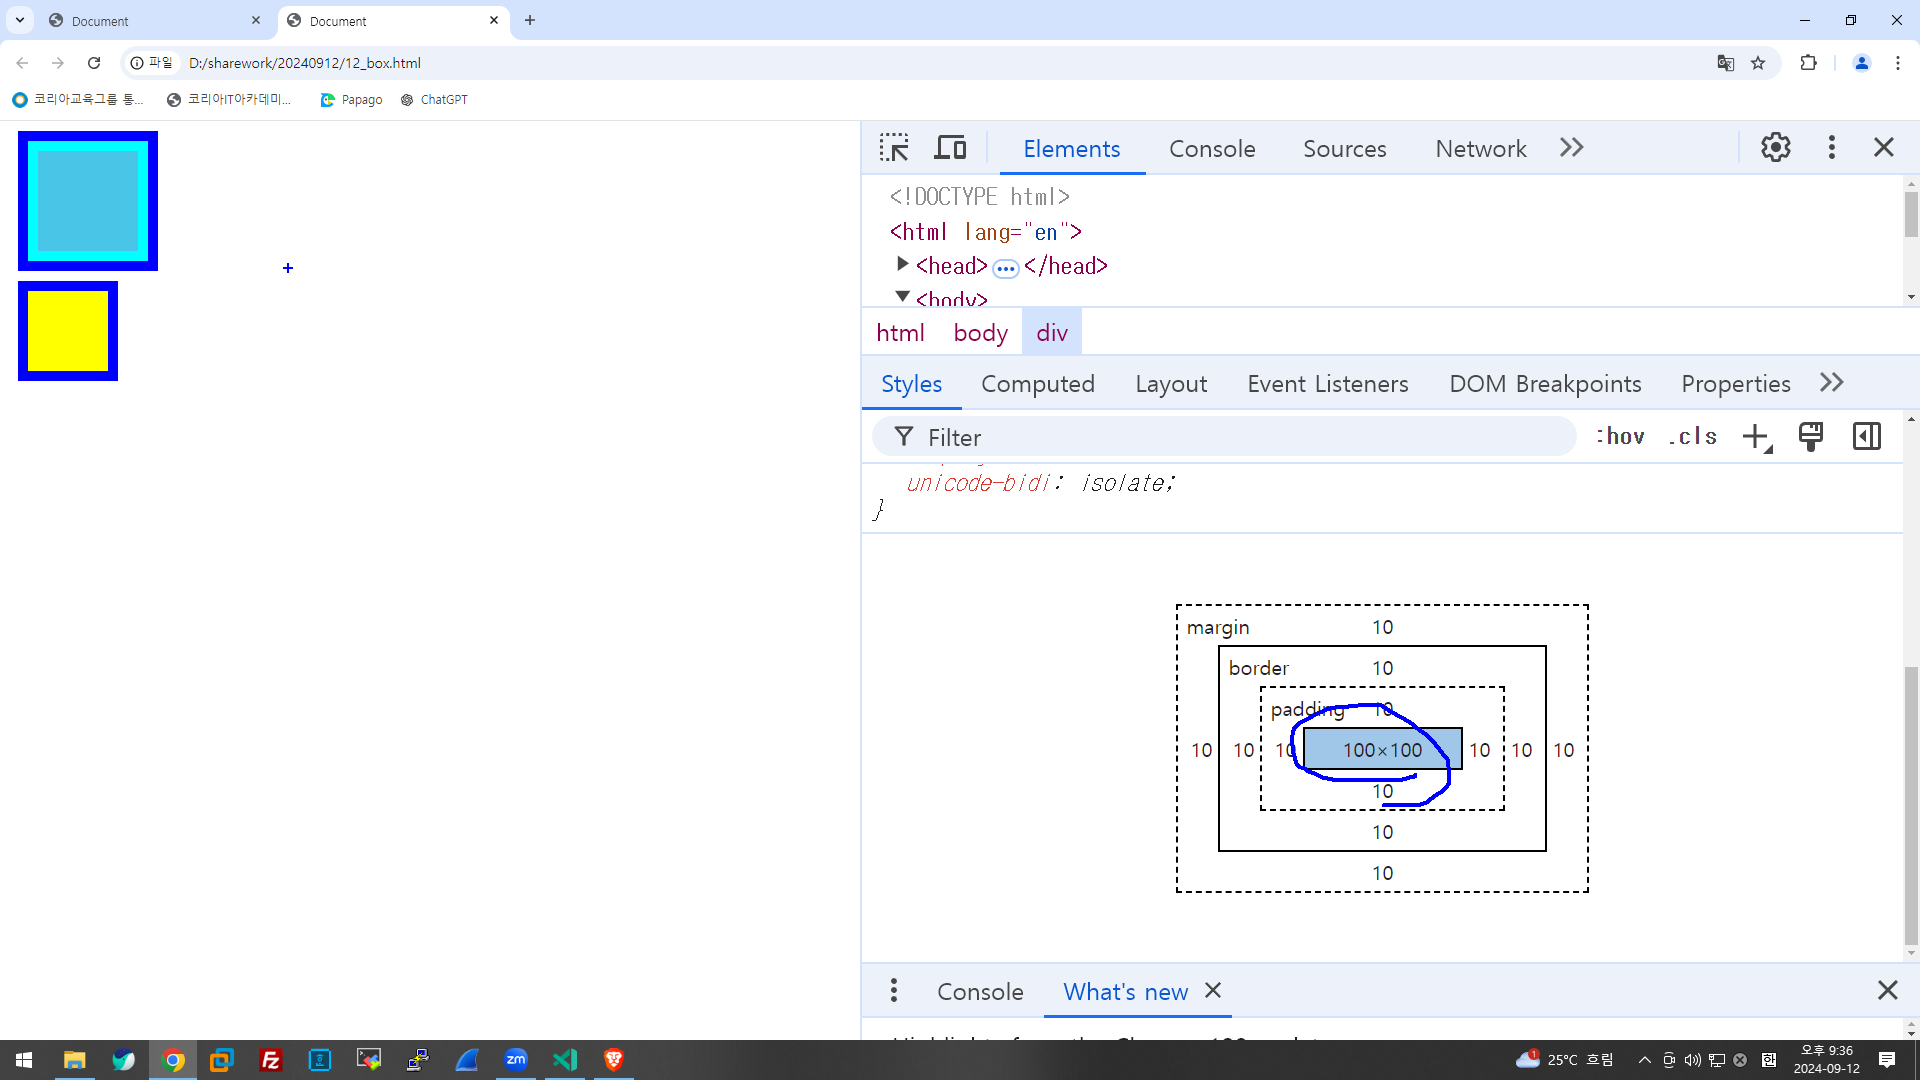 Document
Document
파일
D:/sharework/20240912/12_box.html
코리아교육그룹 통...
코리아IT아카데미...
Papago
ChatGPT
Elements
Console
Sources
Network
<!DOCTYPE html>
<html lang="en">
<head>
</head>
<body>
html
body
div
Styles
Computed
Layout
Event Listeners
DOM Breakpoints
Properties
Filter
:hov
.cls
unicode-bidi: isolate;
}
margin
10
border
10
padding
10
10
10
10
100×100
10
10
10
10
10
10
Console
What's new
zm
25°C 흐림
1
오후 9:36
2024-09-12